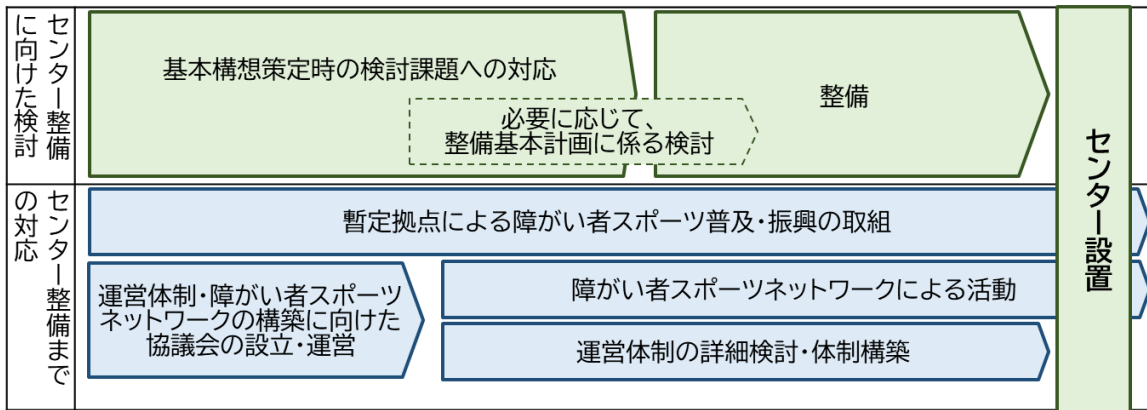 センター整備
に向けた検討
基本構想策定時の検討課題への対応
必要に応じて、
整備基本計画に係る検討
整備
センター整備まで
の対応
暫定拠点による障がい者スポーツ普及・振興の取組
運営体制・障がい者スポーツ
ネットワークの構築に向けた
協議会の設立・運営
障がい者スポーツネットワークによる活動
運営体制の詳細検討・体制構築
センター設置